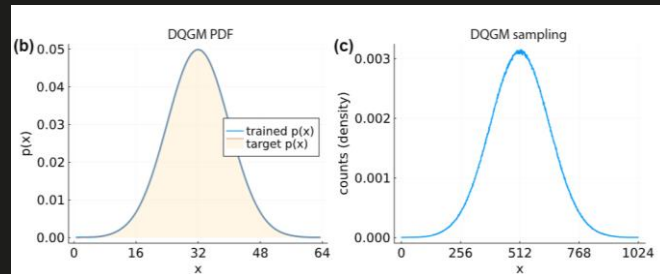 (b)
DQGM PDF
0.05
0.04
0.03
0.02
0.01
0.00
p(x)
trained p(x)
target p(x)
0
16
32
48
64
x
(c)
DQGM sampling
0.003
0.002
0.001
0.000
counts (density)
0
256
512
768
1024
x